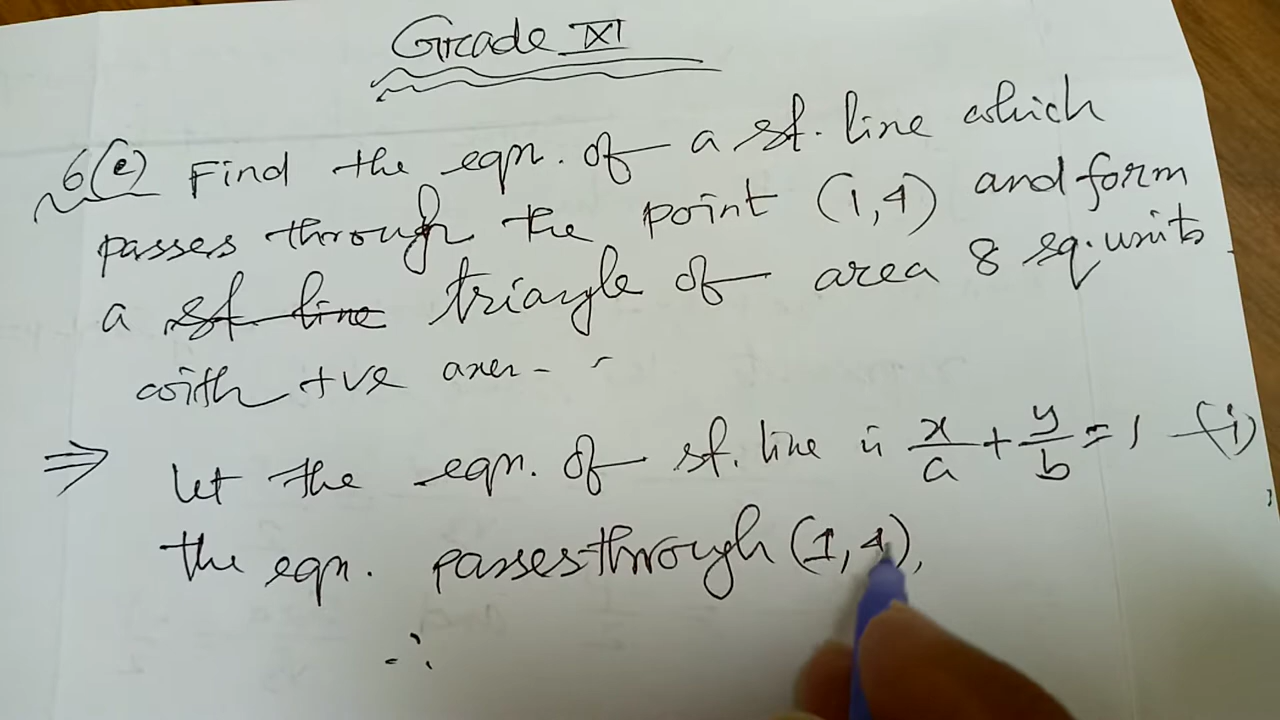 Grade XI
6(e) Find the eqn. of a st. line which
passes through the point (1,4) and form
a st line triangle of area 8 sq. units
with +ve axes -
⇒ Let the eqn. of st. line is x/a + y/b = 1 -(i)
the eqn. passes through (1,4),
∴